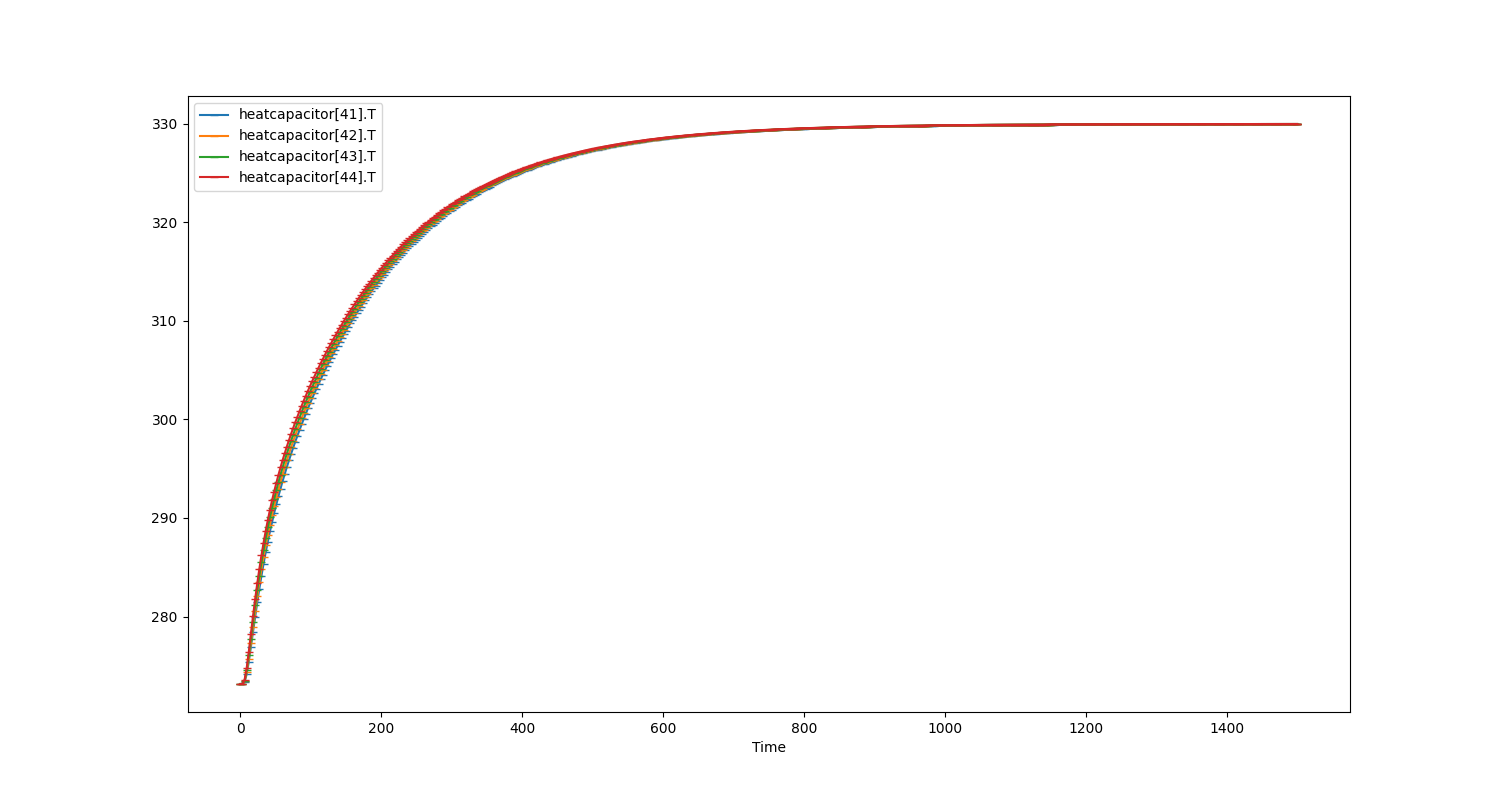 heatcapacitor[41].T
heatcapacitor[42].T
heatcapacitor[43].T
heatcapacitor[44].T
330
320
310
300
290
280
0 200 400 600 800 1000 1200 1400
Time